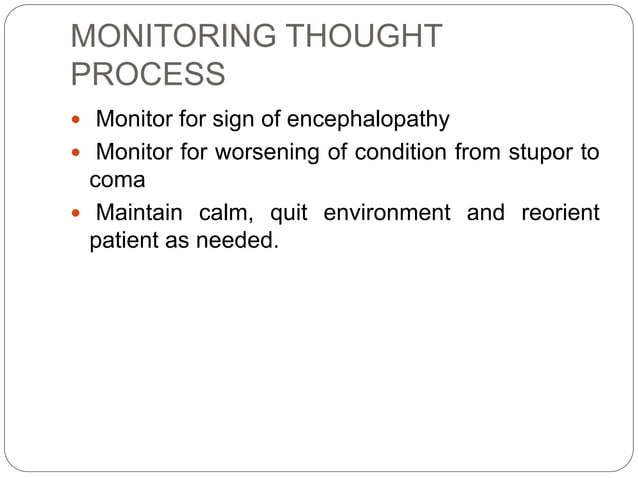 MONITORING THOUGHT
PROCESS
• Monitor for sign of encephalopathy
• Monitor for worsening of condition from stupor to
coma
• Maintain calm, quit environment and reorient
patient as needed.